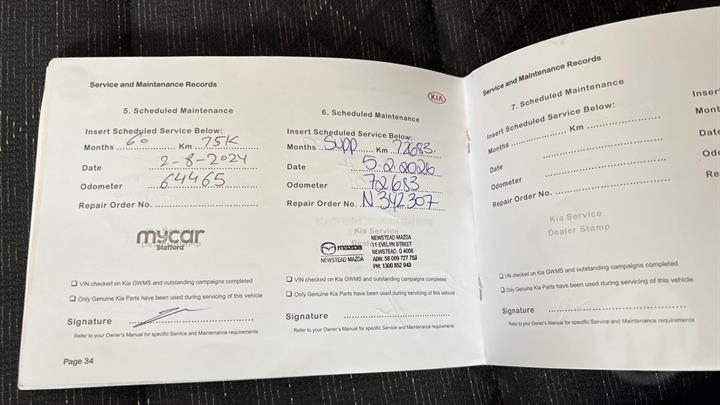 Service and Maintenance Records
5. Scheduled Maintenance
Insert Scheduled Service Below:
Months 60 Km 75K
Date 2-8-2024
Odometer 64465
Repair Order No.
mycar
Stafford
VIN checked on Kia GWMS and outstanding campaigns completed
Only Genuine Kia Parts have been used during servicing of this vehicle
Signature
Refer to your Owner's Manual for specific Service and Maintenance requirements
Page 34
KIA
6. Scheduled Maintenance
Insert Scheduled Service Below:
Months Supp Km 72683
Date 5.2.2026
Odometer 72683
Repair Order No. N 342307
Kia Service
mazda
NEWSTEAD MAZDA
NEWSTEAD MAZDA
11 EVELYN STREET
NEWSTEAD, Q 4006
ABN: 58 009 727 753
PH: 1300 852 943
VIN checked on Kia GWMS and outstanding campaigns completed
Only Genuine Kia Parts have been used during servicing of this vehicle
Signature
Refer to your Owner's Manual for specific Service and Maintenance requirements
Service and Maintenance Records
7. Scheduled Maintenance
Insert Scheduled Service Below:
Months Km
Date
Odometer
Repair Order No.
Kia Service
Dealer Stamp
VIN checked on Kia GWMS and outstanding campaigns completed
Only Genuine Kia Parts have been used during servicing of this vehicle
Signature
Refer to your Owner's Manual for specific Service and Maintenance requirements
Inser
Mont
Date
Odo
Re